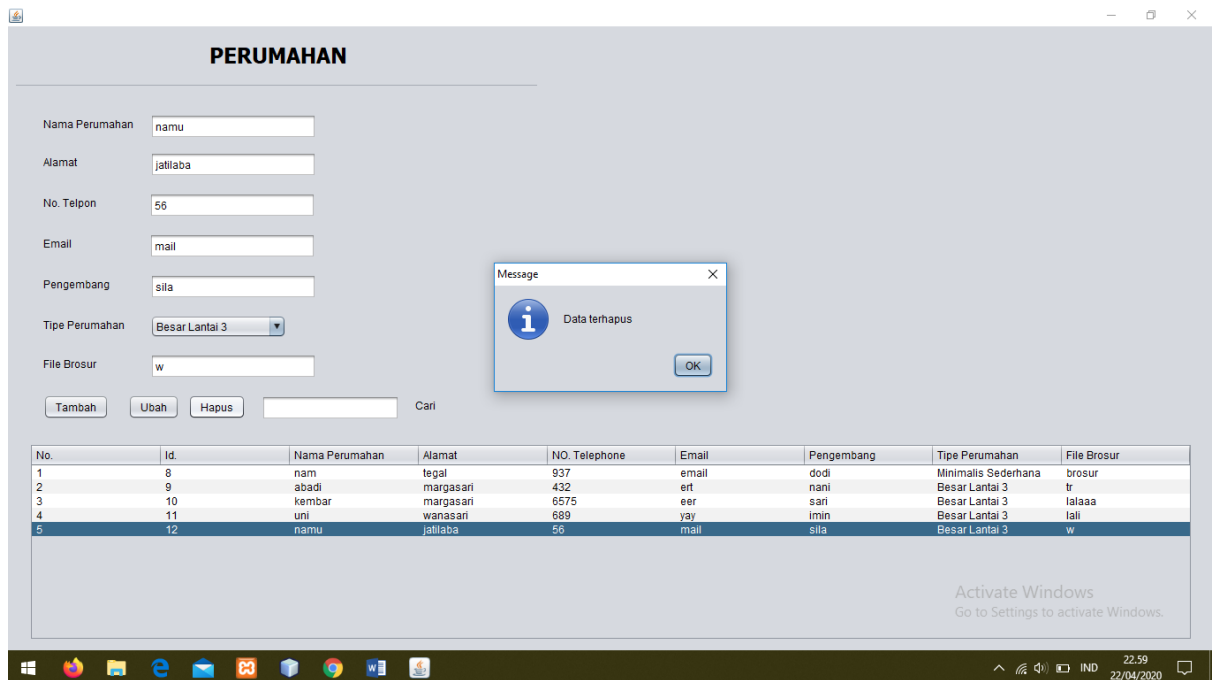 PERUMAHAN
Nama Perumahan namu
Alamat jatilaba
No. Telpon 56
Email mail
Pengembang sila
Tipe Perumahan Besar Lantai 3
File Brosur w
Tambah Ubah Hapus Cari
Message
Data terhapus
OK
No. Id. Nama Perumahan Alamat NO. Telephone Email Pengembang Tipe Perumahan File Brosur
1 8 nam tegal 937 email dodi Minimalis Sederhana brosur
2 9 abadi margasari 432 ert nani Besar Lantai 3 tr
3 10 kembar margasari 6575 eer sari Besar Lantai 3 lalaaa
4 11 uni wanasari 689 yay imin Besar Lantai 3 lali
5 12 namu jatilaba 56 mail sila Besar Lantai 3 w
Activate Windows
Go to Settings to activate Windows.
IND 22.59
22/04/2020